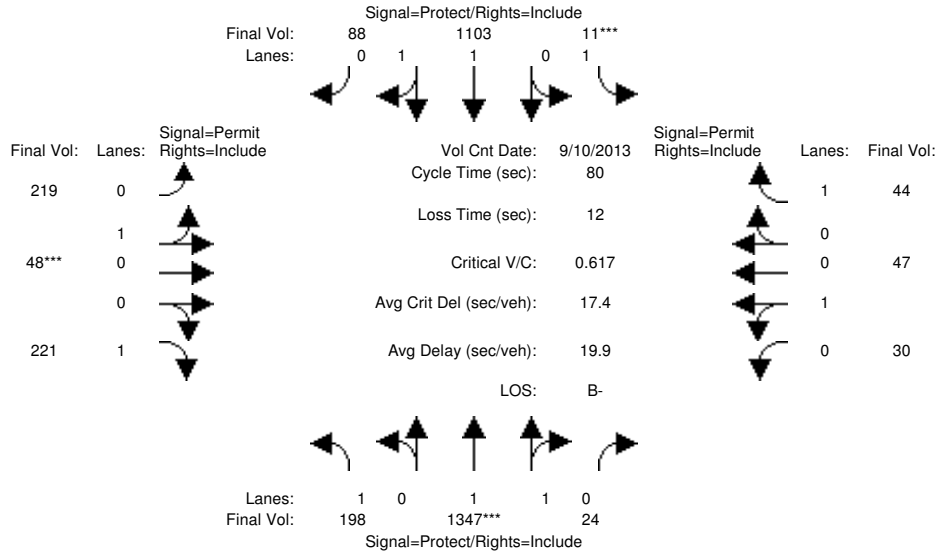 Signal=Protect/Rights=Include
Final Vol: 88 1103 11***
Lanes: 0 1 1 0 1
Signal=Permit
Final Vol: Lanes: Rights=Include
Vol Cnt Date: 9/10/2013
Signal=Permit
Rights=Include Lanes: Final Vol:
Cycle Time (sec): 80
219 0
1 44
Loss Time (sec): 12
1
0
48*** 0
Critical V/C: 0.617
0 47
0
Avg Crit Del (sec/veh): 17.4
1
221 1
Avg Delay (sec/veh): 19.9
0 30
LOS: B-
Lanes: 1 0 1 1 0
Final Vol: 198 1347*** 24
Signal=Protect/Rights=Include